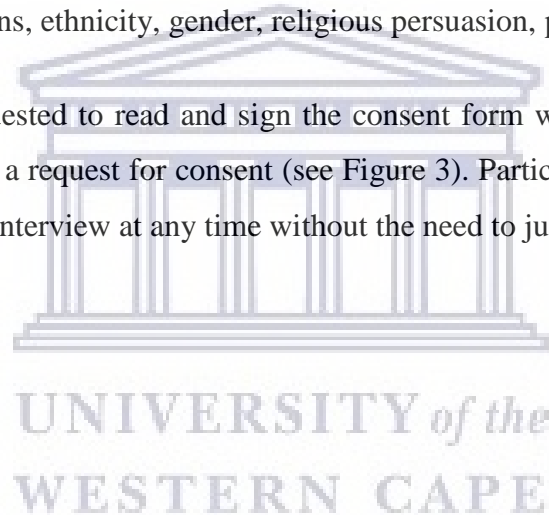 ns, ethnicity, gender, religious persuasion, p
ested to read and sign the consent form w
a request for consent (see Figure 3). Partic
nterview at any time without the need to ju
UNIVERSITY of the
WESTERN CAPE